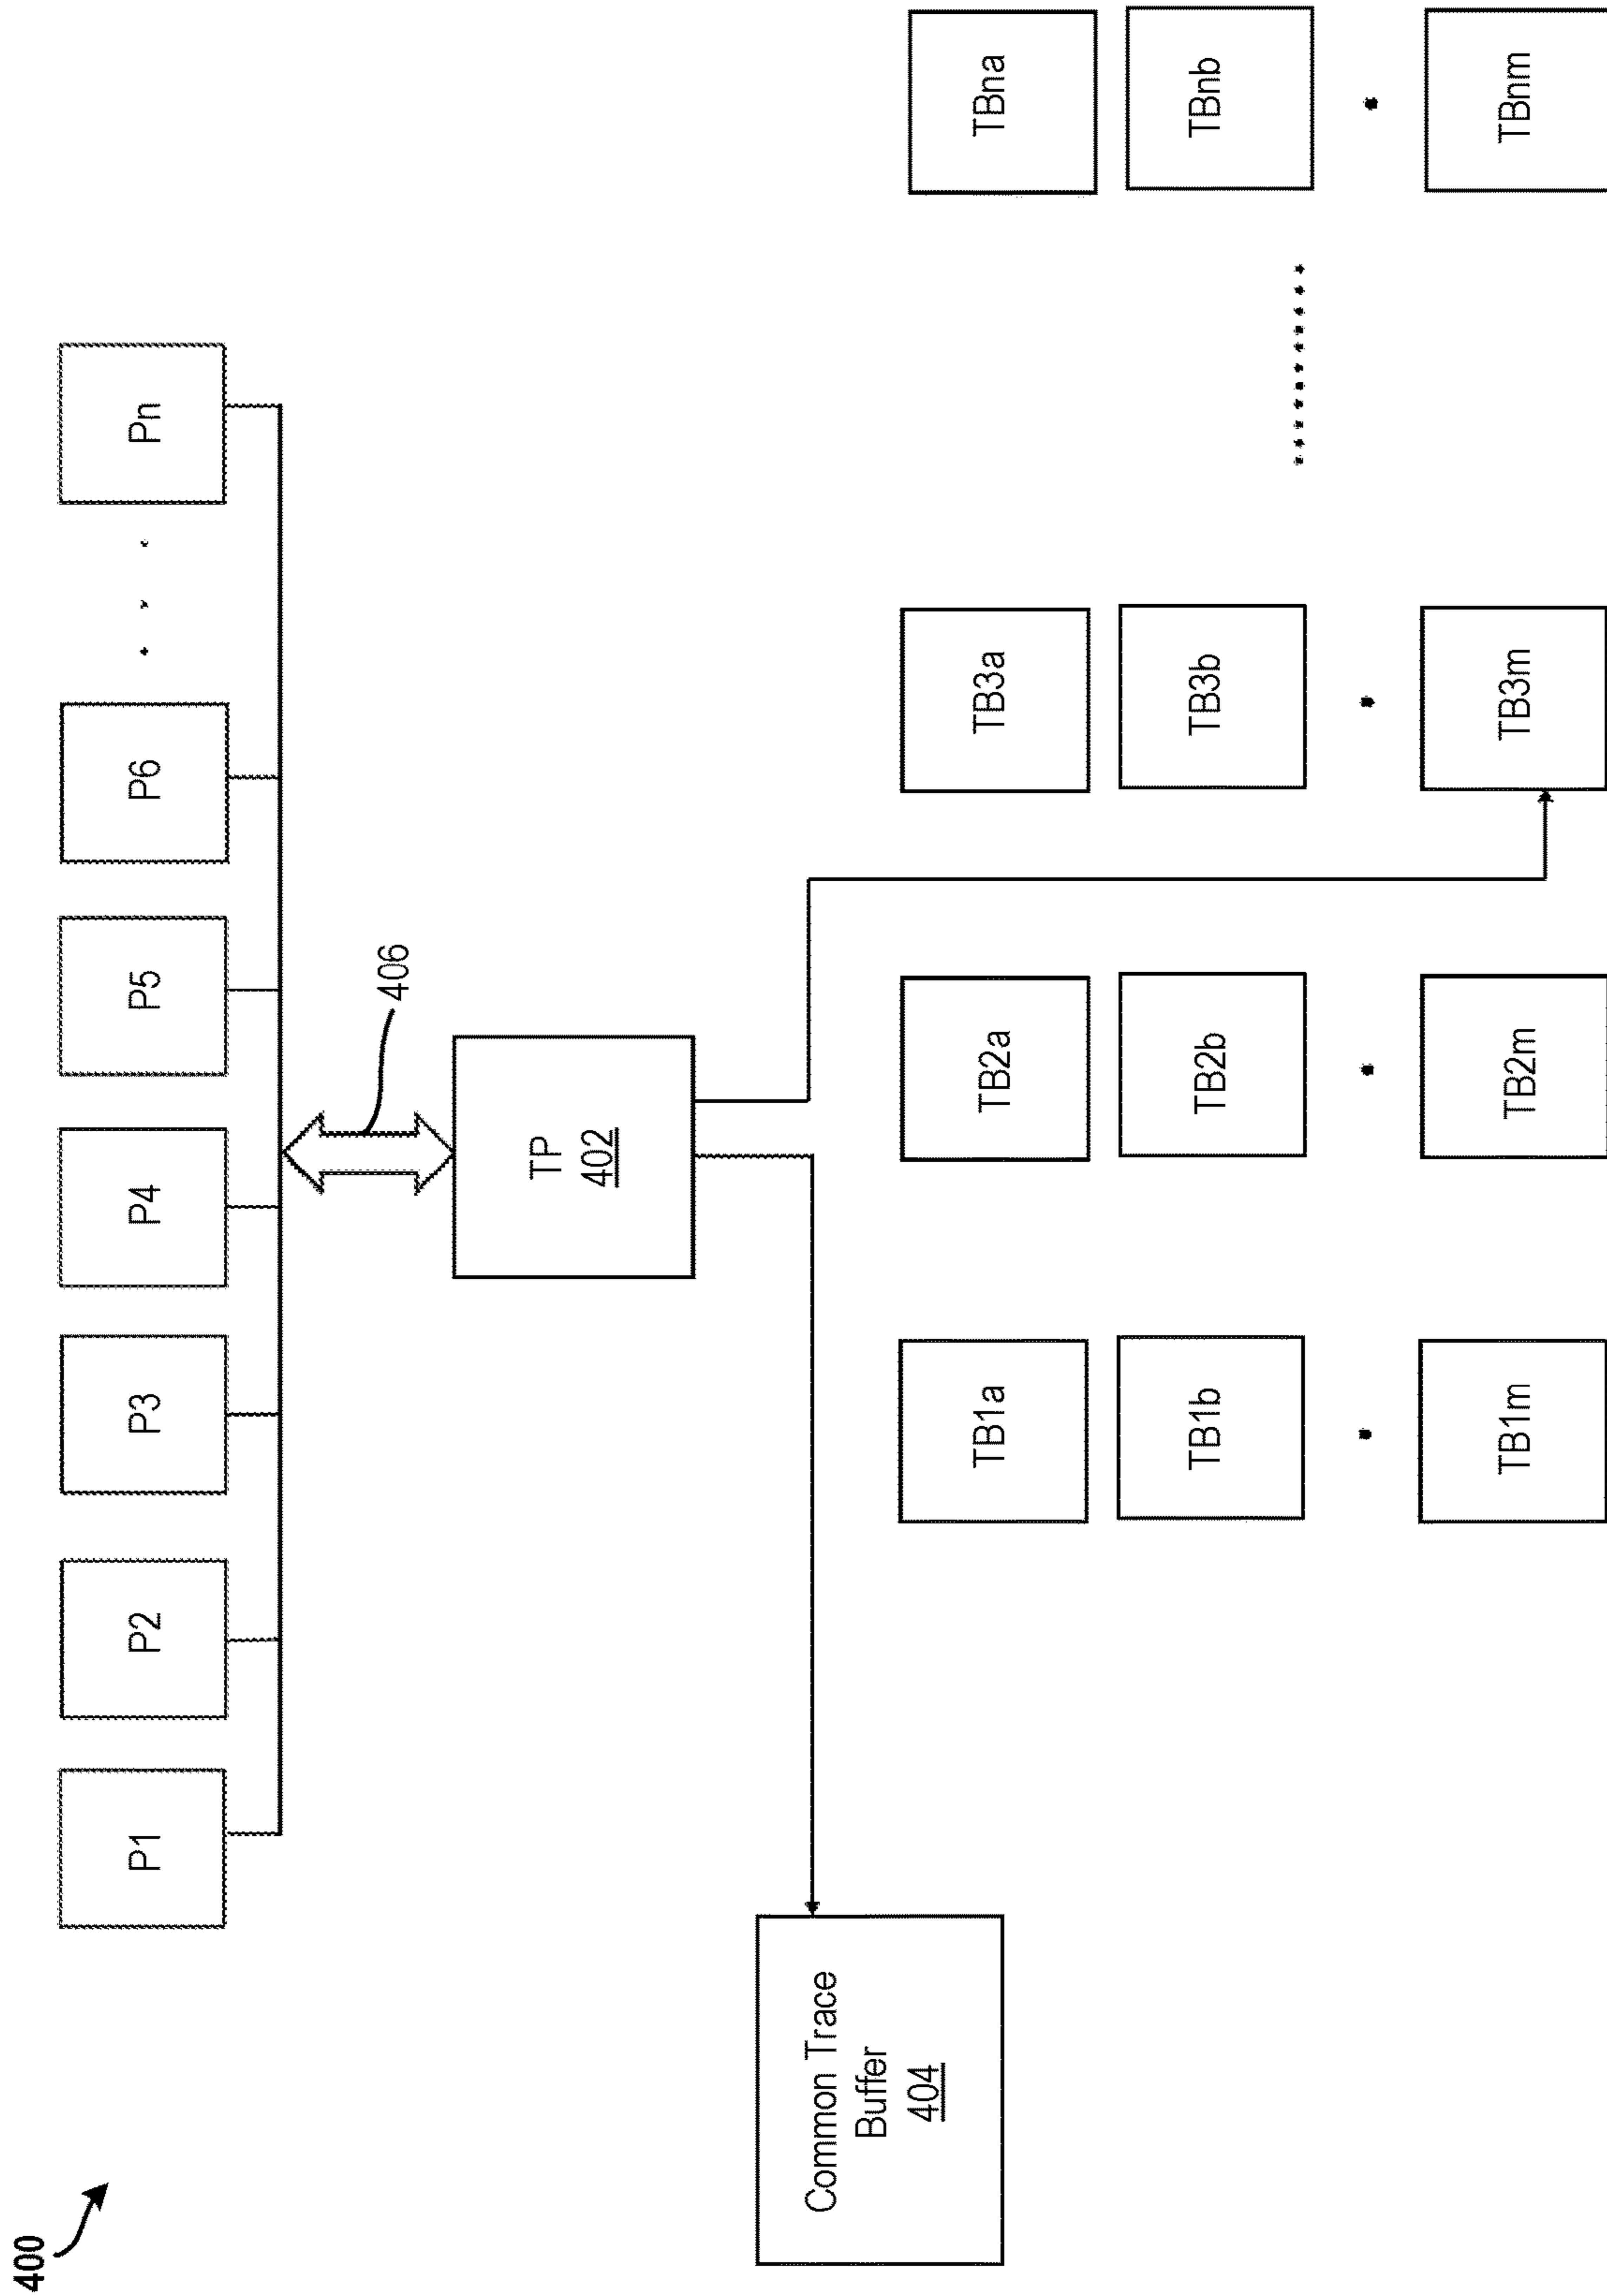 400
P1
P2
P3
P4
P5
P6
Pn
406
TP
402
Common Trace
Buffer
404
TB1a
TB2a
TB3a
TBna
TB1b
TB2b
TB3b
TBnb
TB1m
TB2m
TB3m
TBnm